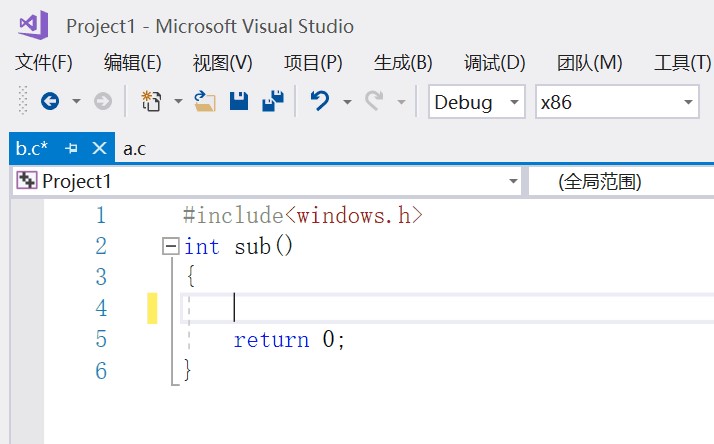 Project1 - Microsoft Visual Studio
文件(F) 编辑(E) 视图(V) 项目(P) 生成(B) 调试(D) 团队(M) 工具(T)
Debug x86
b.c* a.c
Project1 (全局范围)
1 #include<windows.h>
2 int sub()
3 {
4
5 return 0;
6 }